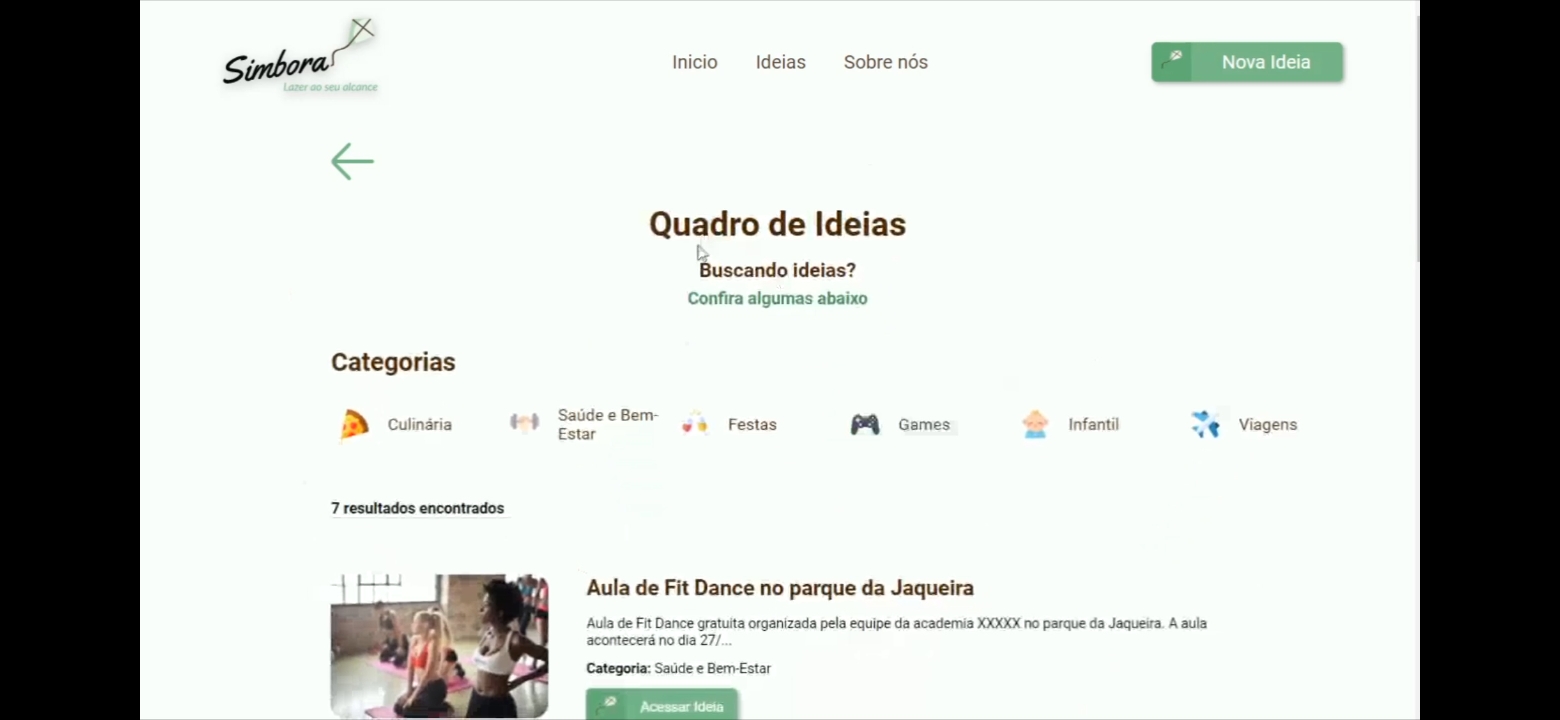 Simbora
Lazer ao seu alcance
Inicio
Ideias
Sobre nós
Nova Ideia
Quadro de Ideias
Buscando ideias?
Confira algumas abaixo
Categorias
Culinária
Saúde e Bem-
Estar
Festas
Games
Infantil
Viagens
7 resultados encontrados
Aula de Fit Dance no parque da Jaqueira
Aula de Fit Dance gratuita organizada pela equipe da academia XXXXX no parque da Jaqueira. A aula
acontecerá no dia 27/...
Categoria: Saúde e Bem-Estar
Acessar Ideia